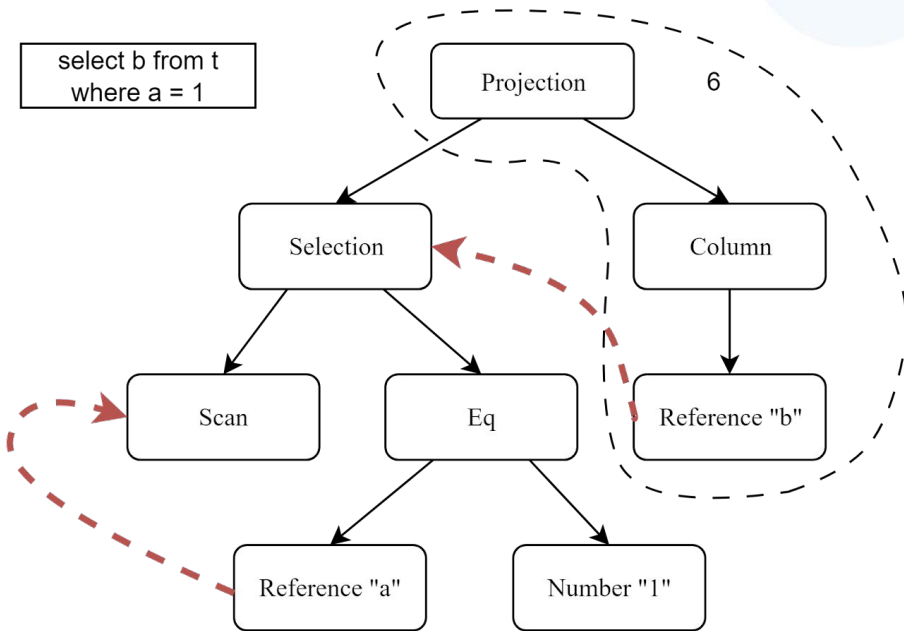 select b from t
where a = 1
Projection
6
Selection
Column
Scan
Eq
Reference "b"
Reference "a"
Number "1"